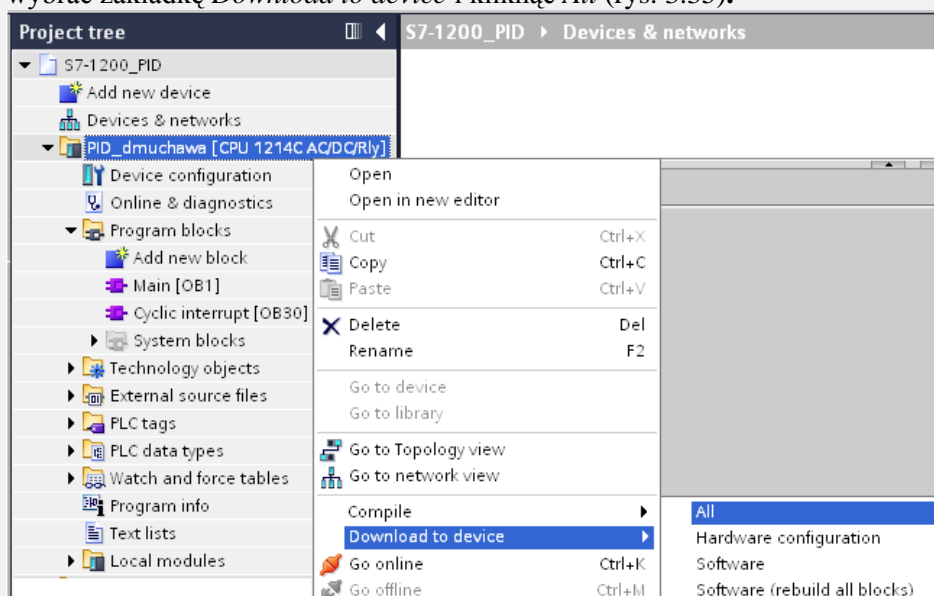 wybrać zakładkę Download to device i kliknąć All (rys. 3.35).
Project tree
S7-1200_PID
Add new device
Devices & networks
PID_dmuchawa [CPU 1214C AC/DC/Rly]
Device configuration
Online & diagnostics
Program blocks
Add new block
Main [OB1]
Cyclic interrupt [OB30]
System blocks
Technology objects
External source files
PLC tags
PLC data types
Watch and force tables
Program info
Text lists
Local modules
S7-1200_PID Devices & networks
Open
Open in new editor
Cut Ctrl+X
Copy Ctrl+C
Paste Ctrl+V
Delete Del
Rename F2
Go to device
Go to library
Go to Topology view
Go to network view
Compile
Download to device
Go online Ctrl+K
Go offline Ctrl+M
All
Hardware configuration
Software
Software (rebuild all blocks)